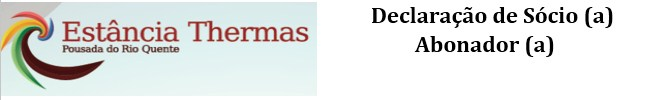 Estância Thermas
Pousada do Rio Quente
Declaração de Sócio (a)
Abonador (a)